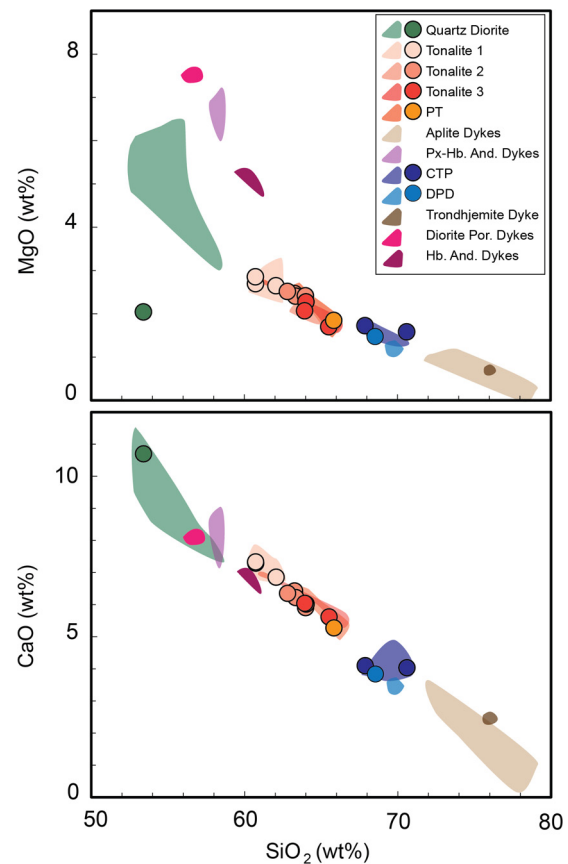 8
4
0
MgO (wt%)
Quartz Diorite
Tonalite 1
Tonalite 2
Tonalite 3
PT
Aplite Dykes
Px-Hb. And. Dykes
CTP
DPD
Trondhjemite Dyke
Diorite Por. Dykes
Hb. And. Dykes
10
5
0
CaO (wt%)
50 60 70 80
SiO2 (wt%)